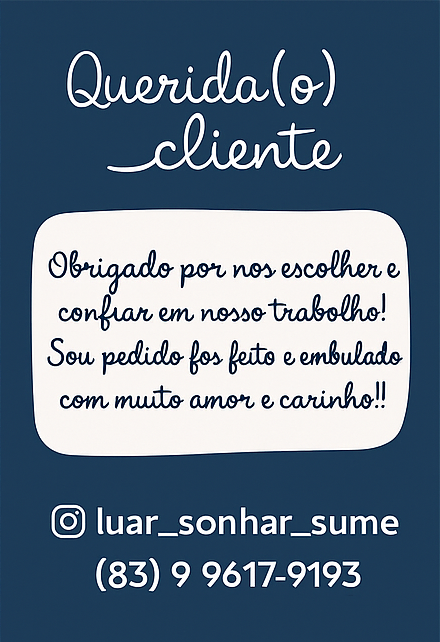 Querida(o)
cliente
Obrigado por nos escolher e
confiar em nosso trabolho!
Sou pedido fos feito e embulado
com muito amor e carinho!!
luar_sonhar_sume
(83) 9 9617-9193